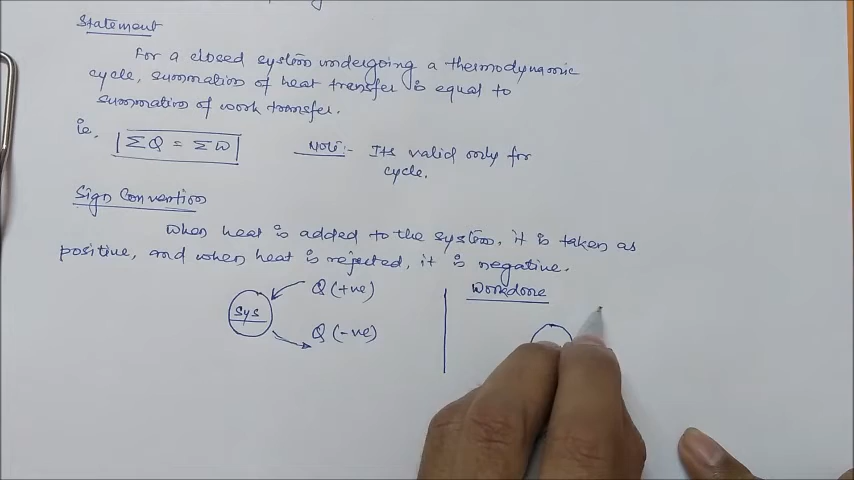 Statement
For a closed system undergoing a thermodynamic
cycle, summation of heat transfer is equal to
summation of work transfer.
ie. ΣQ = ΣW Note:- Its valid only for
cycle.
Sign Convention
When heat is added to the system, it is taken as
positive, and when heat is rejected, it is negative.
Q (+ve) Workdone
Sys
Q (-ve)